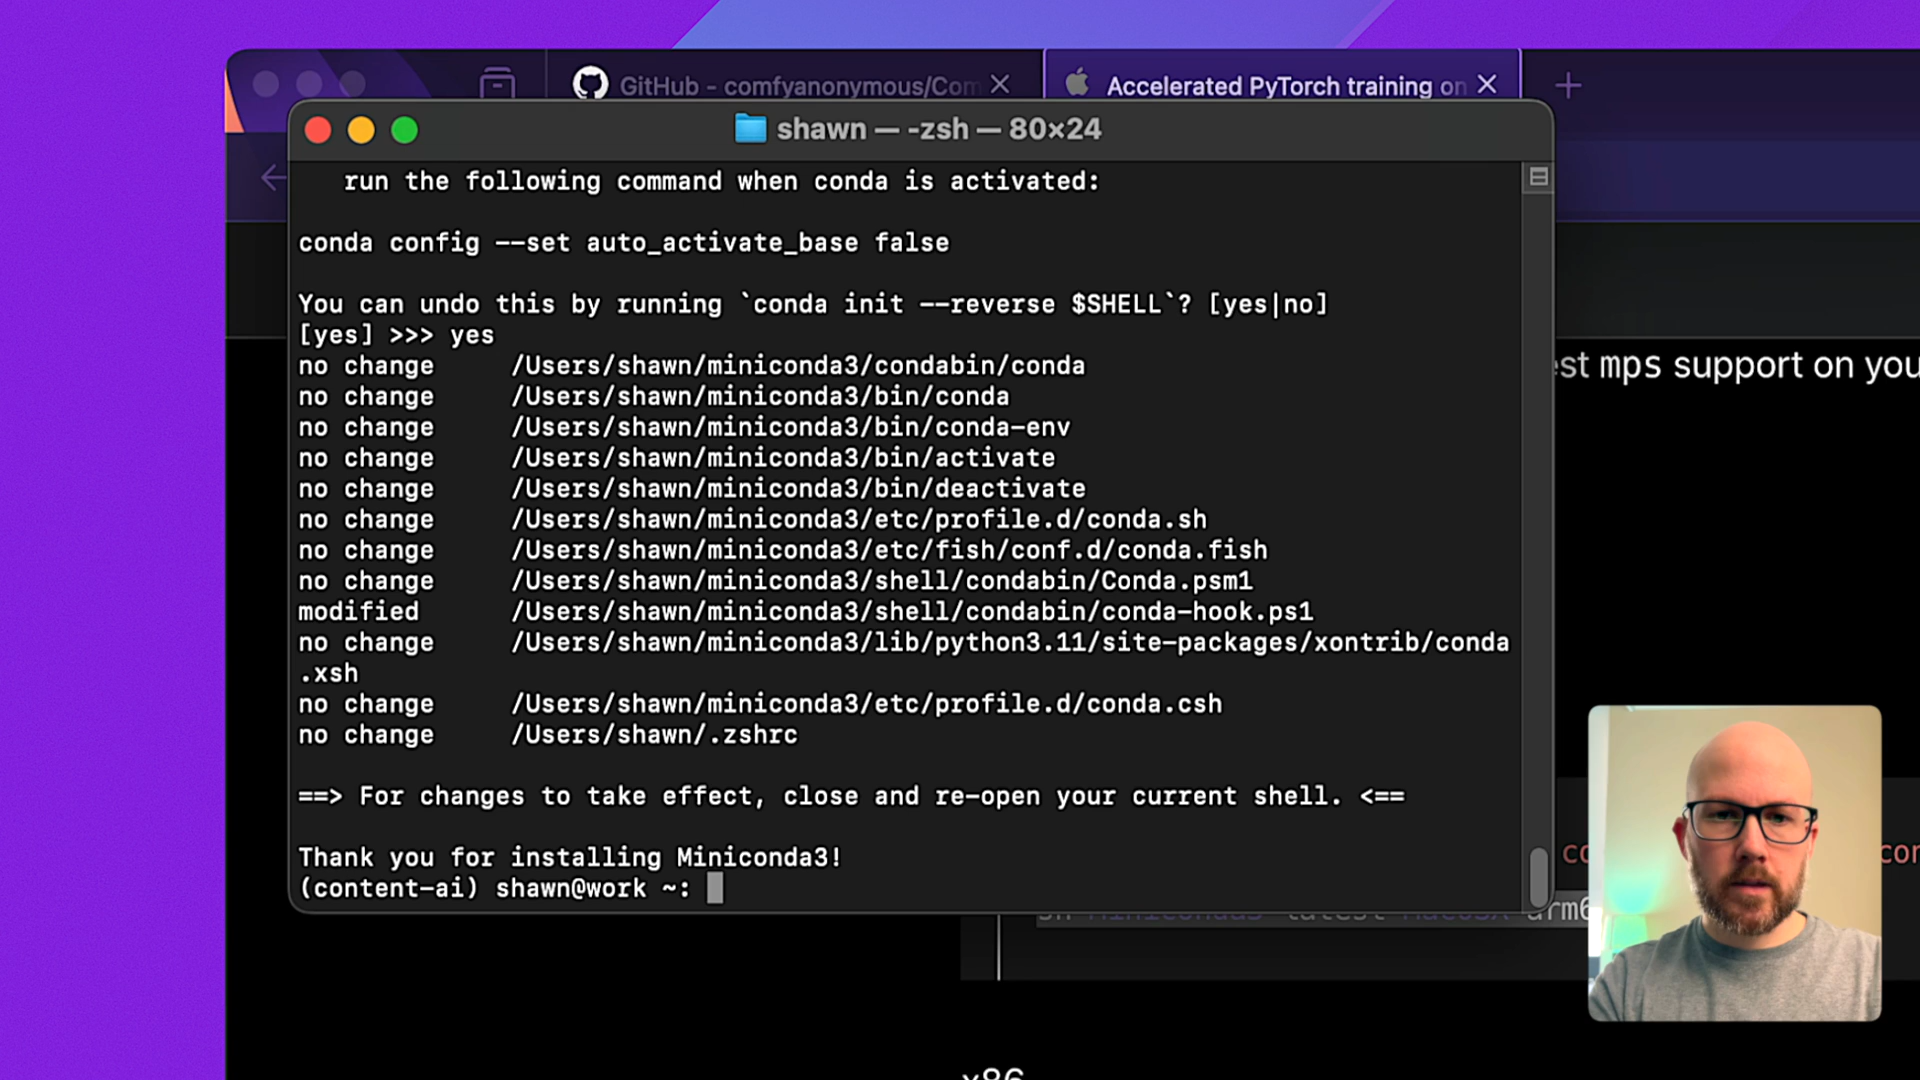 GitHub - comfyanonymous/Com
Accelerated PyTorch training on
shawn — -zsh — 80×24
run the following command when conda is activated:
conda config --set auto_activate_base false
You can undo this by running `conda init --reverse $SHELL`? [yes|no]
[yes] >>> yes
no change     /Users/shawn/miniconda3/condabin/conda
no change     /Users/shawn/miniconda3/bin/conda
no change     /Users/shawn/miniconda3/bin/conda-env
no change     /Users/shawn/miniconda3/bin/activate
no change     /Users/shawn/miniconda3/bin/deactivate
no change     /Users/shawn/miniconda3/etc/profile.d/conda.sh
no change     /Users/shawn/miniconda3/etc/fish/conf.d/conda.fish
no change     /Users/shawn/miniconda3/shell/condabin/Conda.psm1
modified      /Users/shawn/miniconda3/shell/condabin/conda-hook.ps1
no change     /Users/shawn/miniconda3/lib/python3.11/site-packages/xontrib/conda
.xsh
no change     /Users/shawn/miniconda3/etc/profile.d/conda.csh
no change     /Users/shawn/.zshrc
==> For changes to take effect, close and re-open your current shell. <==
Thank you for installing Miniconda3!
(content-ai) shawn@work ~:
est mps support on you
x86